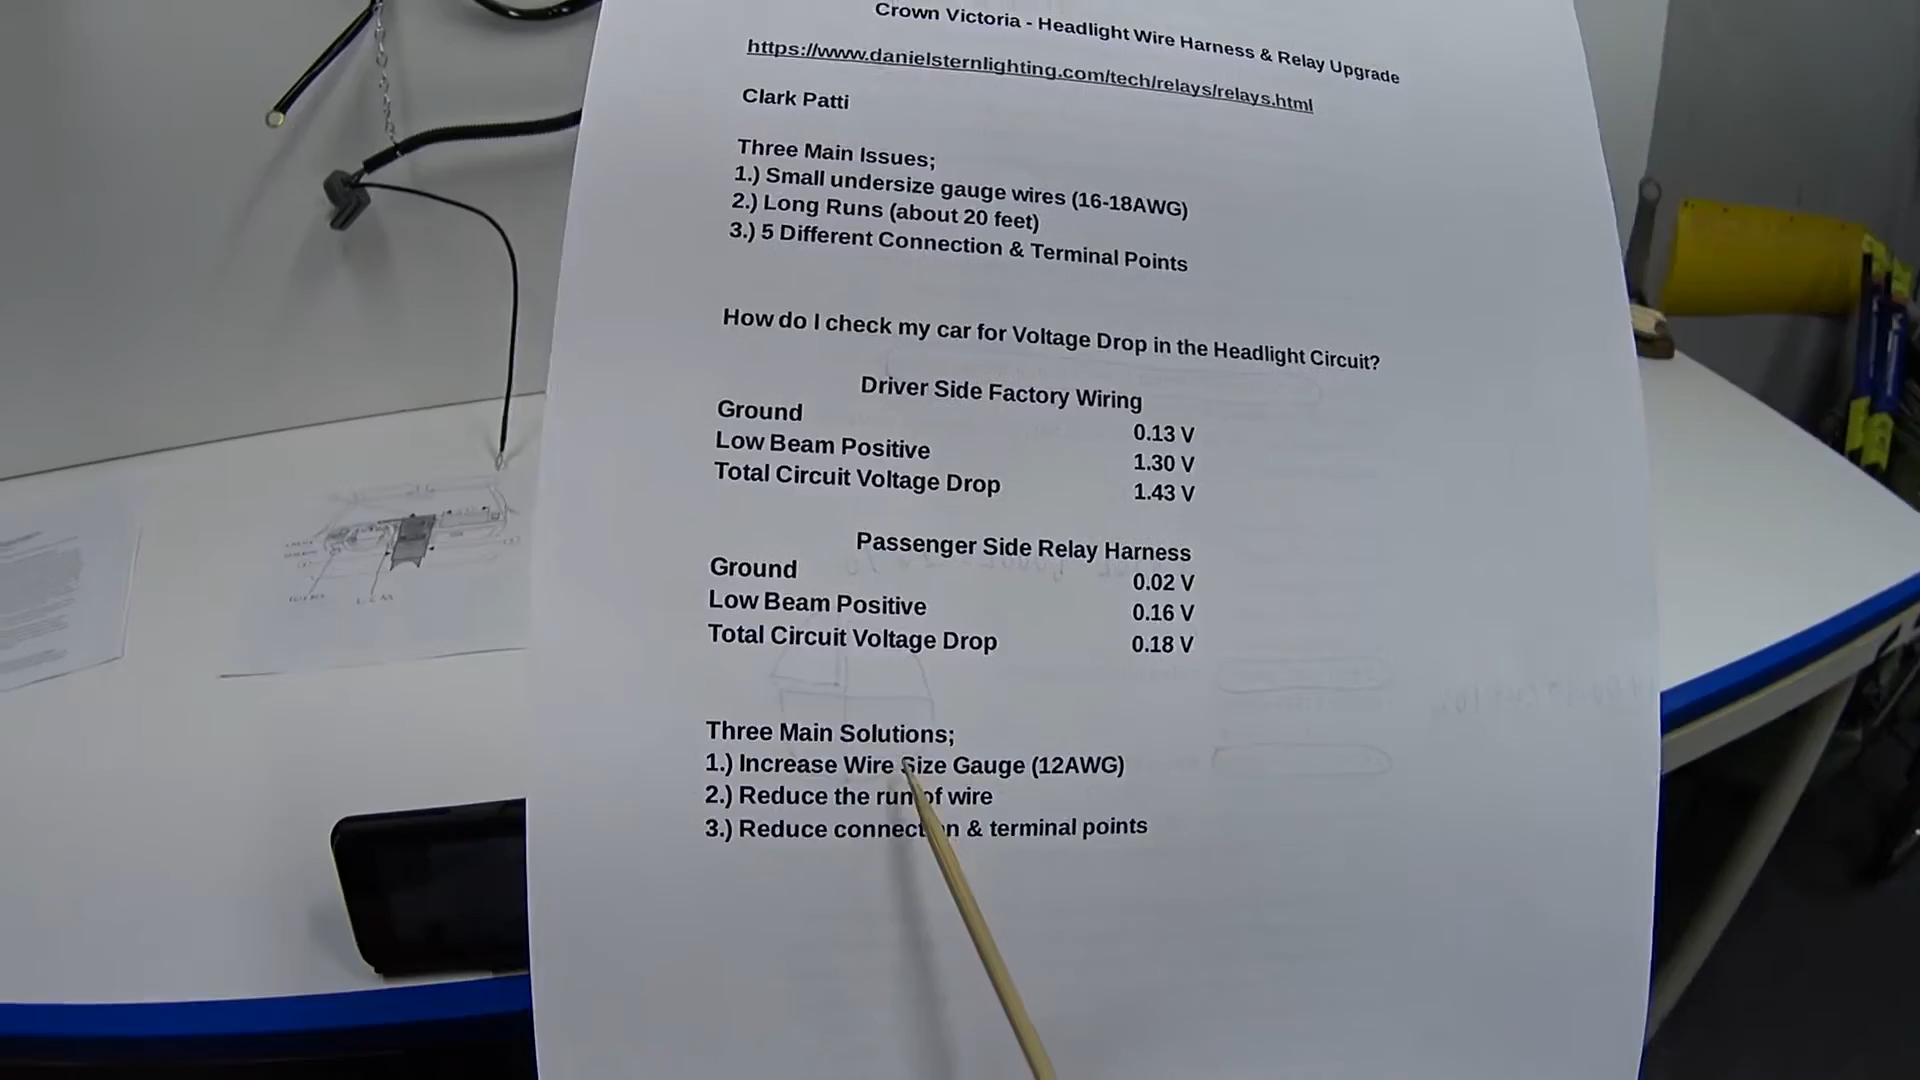 Crown Victoria - Headlight Wire Harness & Relay Upgrade
https://www.danielsternlighting.com/tech/relays/relays.html
Clark Patti
Three Main Issues;
1.) Small undersize gauge wires (16-18AWG)
2.) Long Runs (about 20 feet)
3.) 5 Different Connection & Terminal Points
How do I check my car for Voltage Drop in the Headlight Circuit?
Driver Side Factory Wiring
Ground 0.13 V
Low Beam Positive 1.30 V
Total Circuit Voltage Drop 1.43 V
Passenger Side Relay Harness
Ground 0.02 V
Low Beam Positive 0.16 V
Total Circuit Voltage Drop 0.18 V
Three Main Solutions;
1.) Increase Wire Size Gauge (12AWG)
2.) Reduce the run of wire
3.) Reduce connection & terminal points